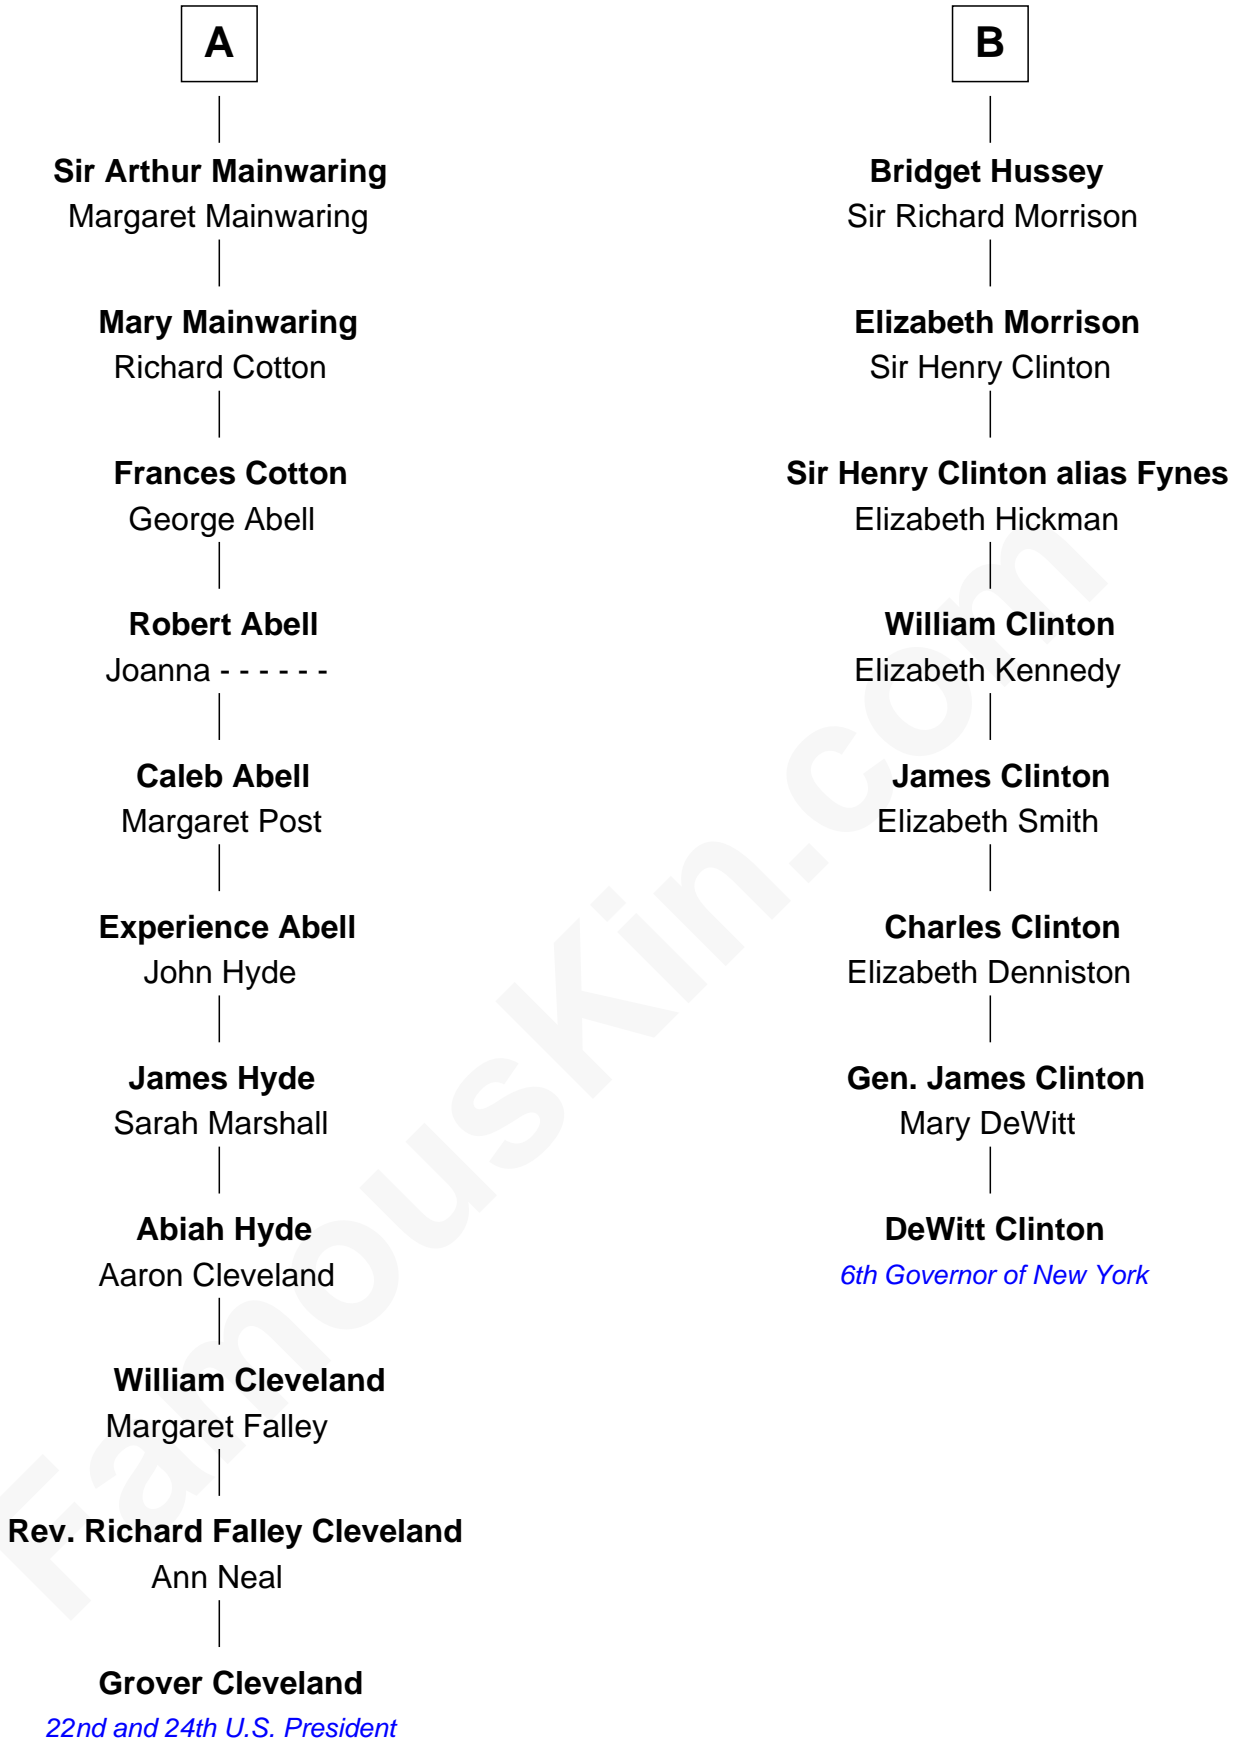 A
Sir Arthur Mainwaring
Margaret Mainwaring
Mary Mainwaring
Richard Cotton
Frances Cotton
George Abell
Robert Abell
Joanna - - - - - -
Caleb Abell
Margaret Post
Experience Abell
John Hyde
James Hyde
Sarah Marshall
Abiah Hyde
Aaron Cleveland
William Cleveland
Margaret Falley
Rev. Richard Falley Cleveland
Ann Neal
Grover Cleveland
22nd and 24th U.S. President
B
Bridget Hussey
Sir Richard Morrison
Elizabeth Morrison
Sir Henry Clinton
Sir Henry Clinton alias Fynes
Elizabeth Hickman
William Clinton
Elizabeth Kennedy
James Clinton
Elizabeth Smith
Charles Clinton
Elizabeth Denniston
Gen. James Clinton
Mary DeWitt
DeWitt Clinton
6th Governor of New York
FamousKin.com